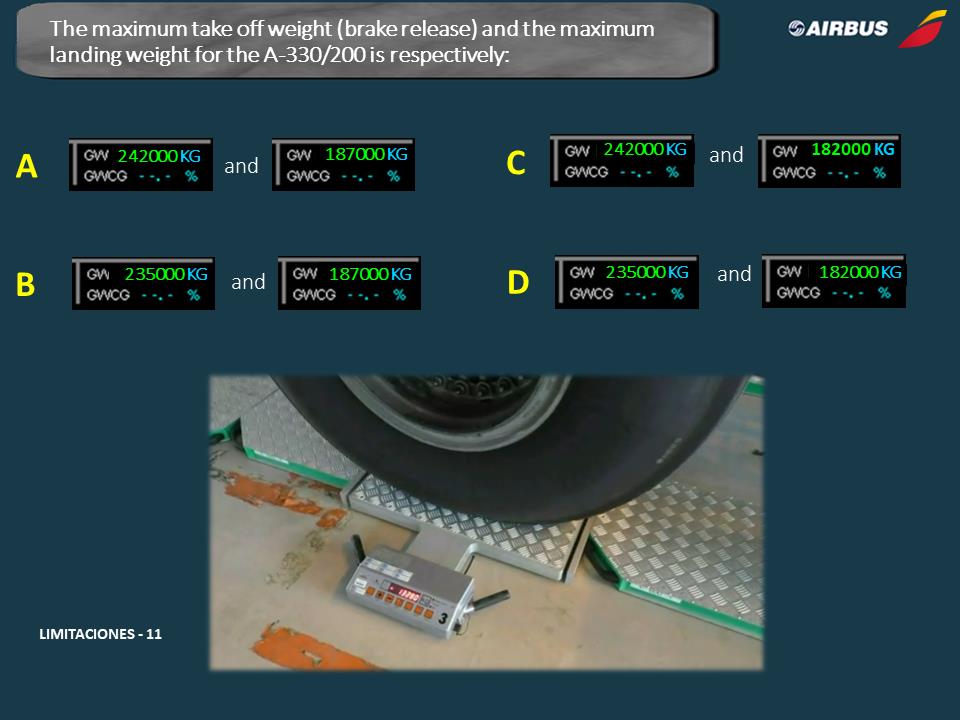 The maximum take off weight (brake release) and the maximum
landing weight for the A-330/200 is respectively:
AIRBUS
A
GW 242000 KG
GWCG --.- %
and
GW 187000 KG
GWCG --.- %
C
GW 242000 KG
GWCG --.- %
and
GW 182000 KG
GWCG --.- %
B
GW 235000 KG
GWCG --.- %
and
GW 187000 KG
GWCG --.- %
D
GW 235000 KG
GWCG --.- %
and
GW 182000 KG
GWCG --.- %
3
LIMITACIONES - 11